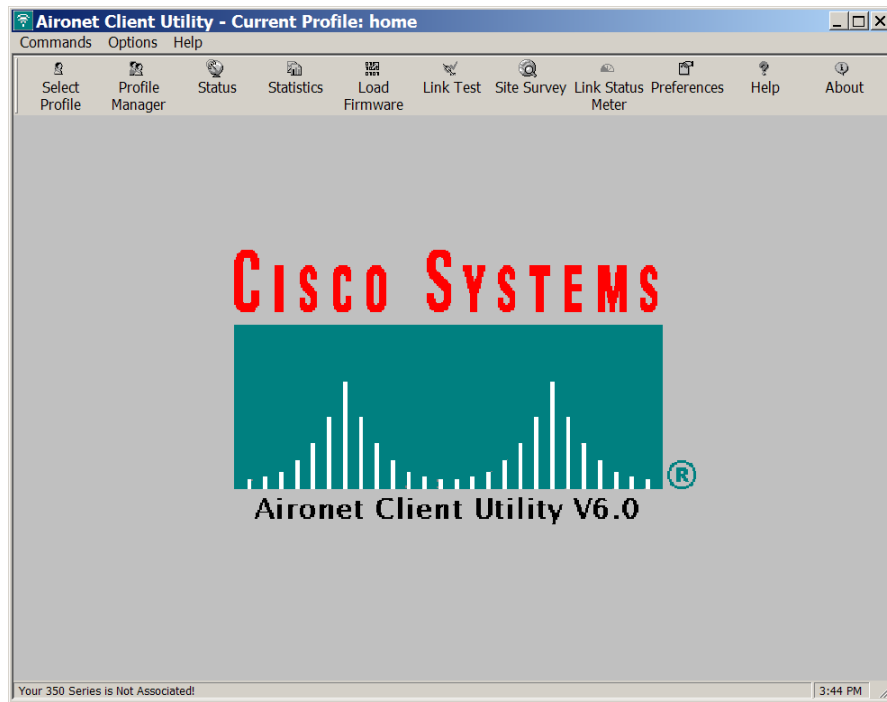 Aironet Client Utility - Current Profile: home
Commands Options Help
Select Profile
Profile Manager
Status
Statistics
Load Firmware
Link Test
Site Survey
Link Status Meter
Preferences
Help
About
CISCO SYSTEMS
®
Aironet Client Utility V6.0
Your 350 Series is Not Associated!
3:44 PM